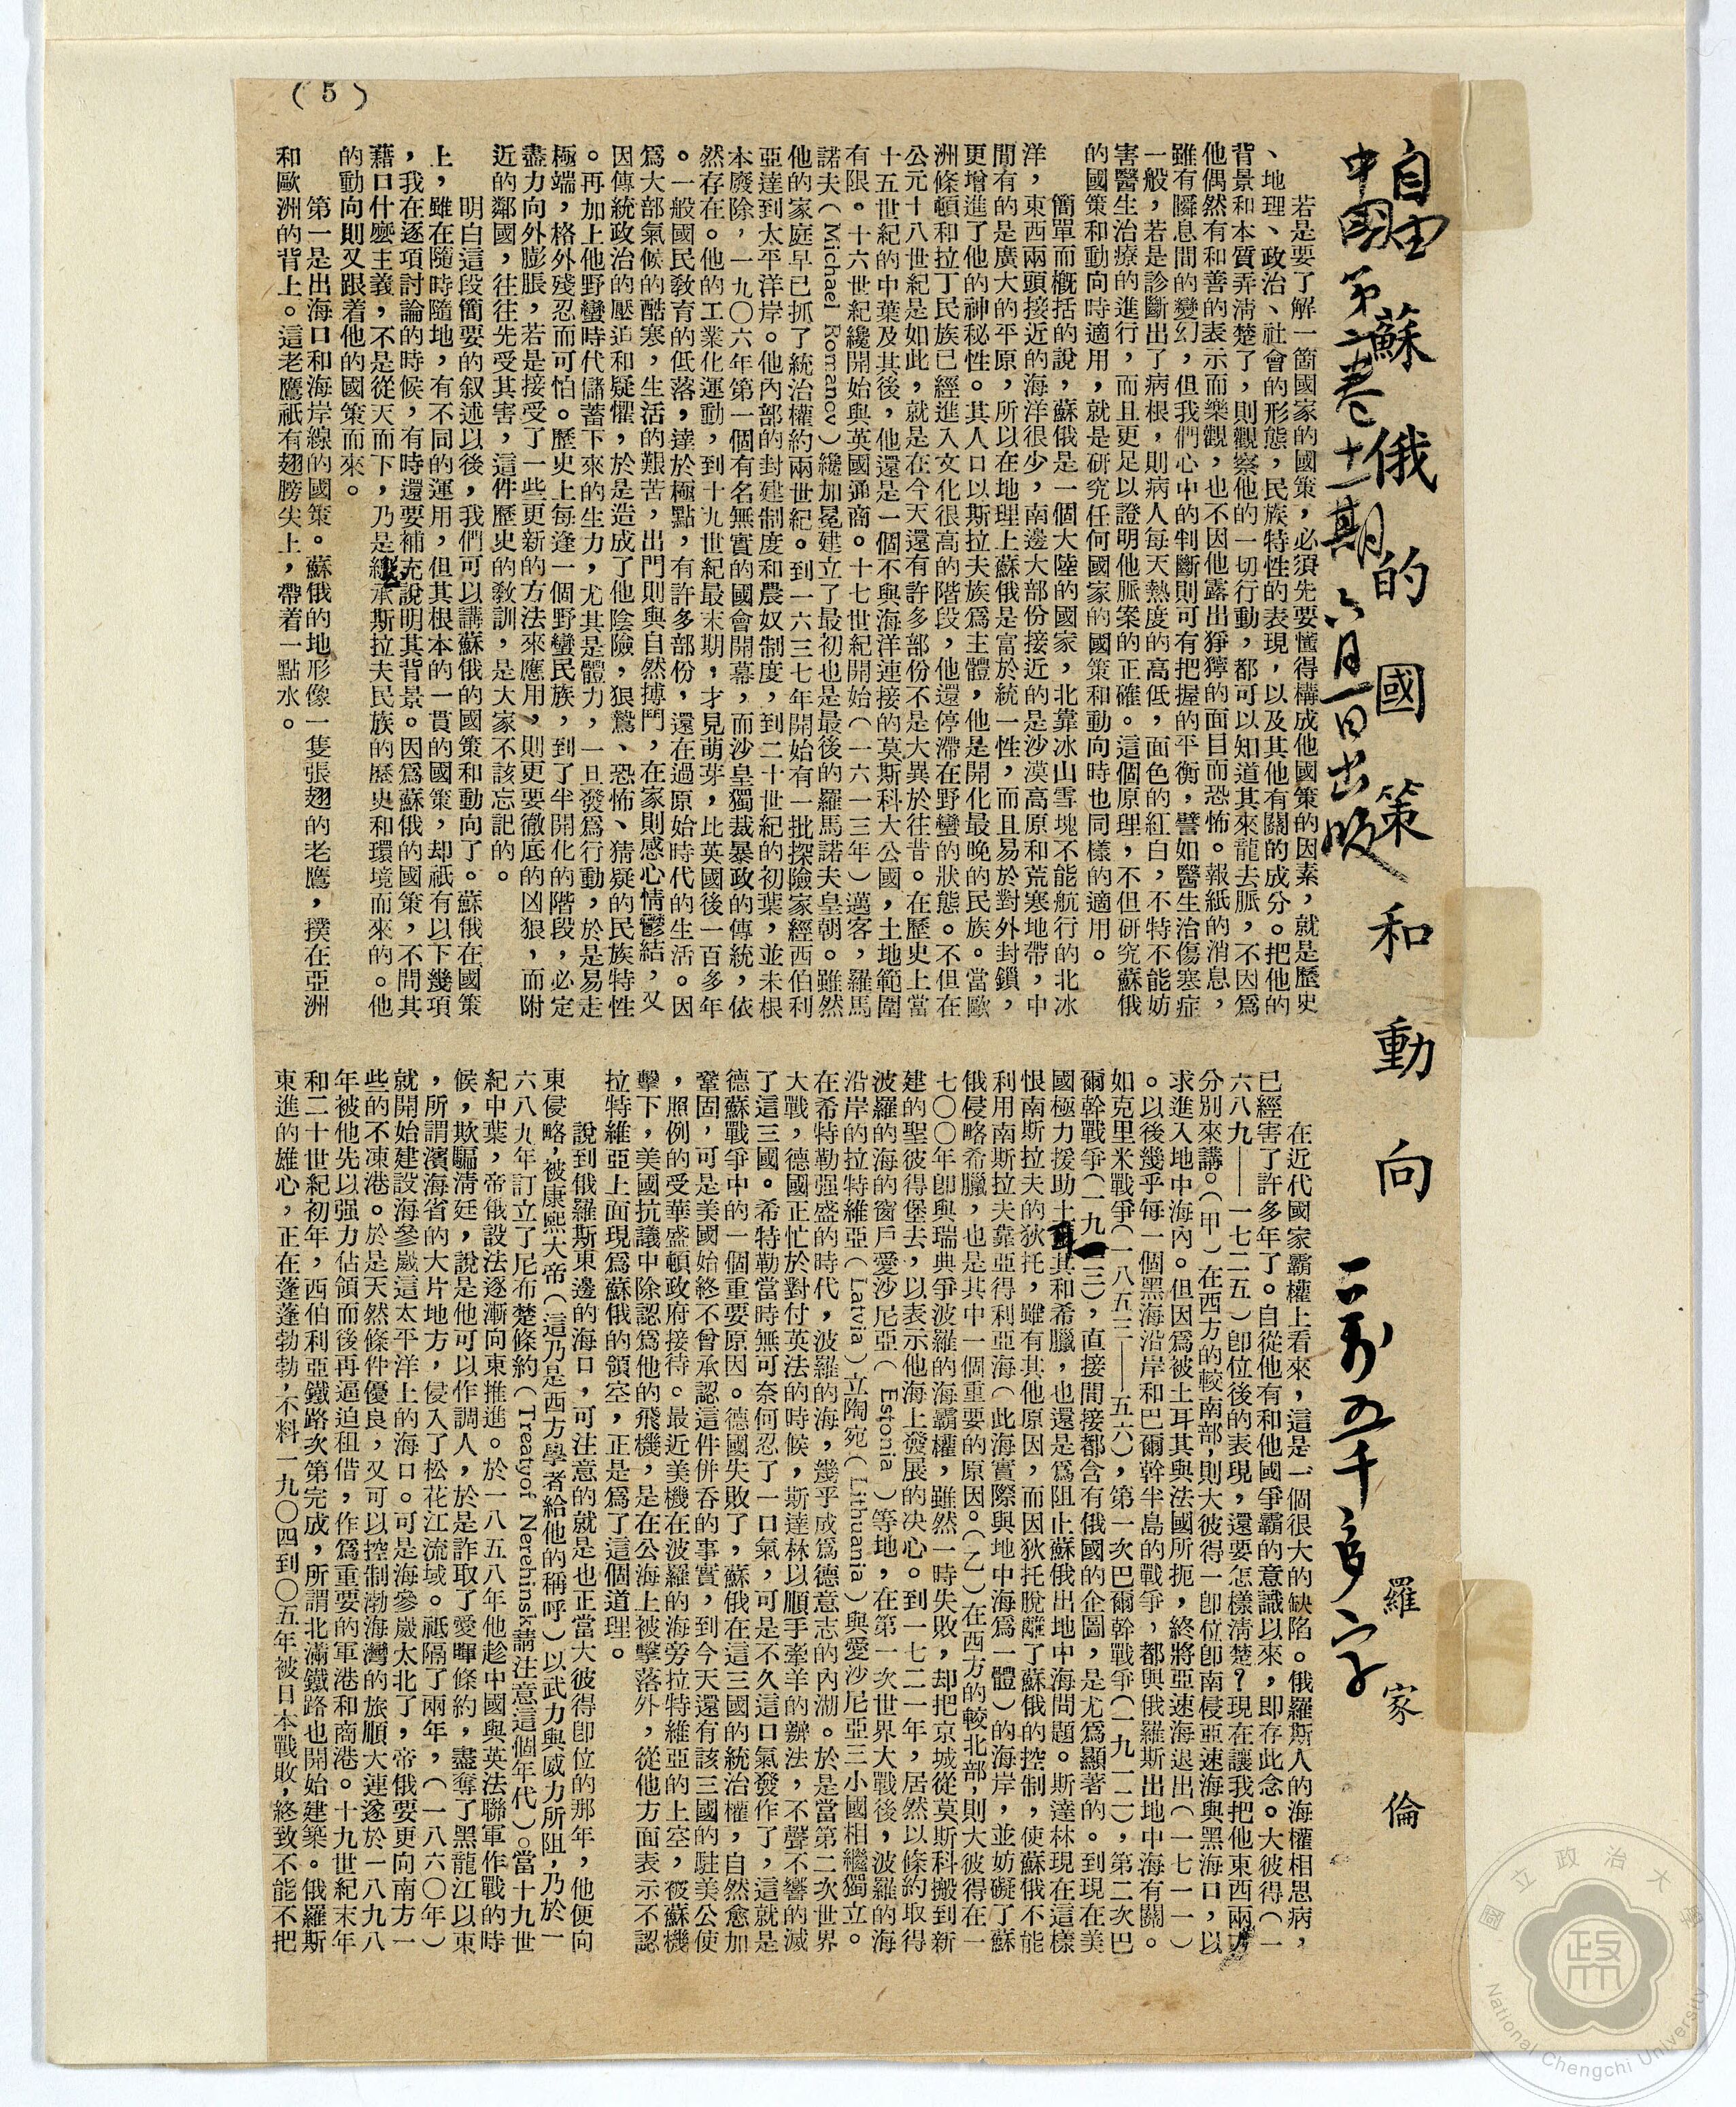 自由
中國第二卷十一期六月一日出版
蘇俄的國策和動向
一萬五千多字
羅家倫
若是要了解一箇國家的國策，必須先要懂得構成他國策的因素，就是歷史
、地理、政治、社會的形態，民族特性的表現，以及其他有關的成分。把他的
背景和本質弄清楚了，則觀察他的一切行動，都可以知道其來龍去脈，不因爲
他偶然有和善的表示而樂觀，也不因他露出猙獰的面目而恐怖。報紙的消息，
雖有瞬息間的變幻，但我們心中的判斷則可有把握的平衡，譬如醫生治傷寒症
一般，若是診斷出了病根，則病人每天熱度的高低，面色的紅白，不特不能妨
害醫生治療的進行，而且更足以證明他脈案的正確。這個原理，不但研究蘇俄
的國策和動向時適用，就是研究任何國家的國策和動向時也同樣的適用。
簡單而概括的說，蘇俄是一個大陸的國家，北靠冰山雪塊不能航行的北冰
洋，東西兩頭接近的海洋很少，南邊大部份接近的是沙漠高原和荒寒地帶，中
間有的是廣大的平原，所以在地理上蘇俄是富於統一性，而且易於對外封鎖，
更增進了他的神秘性。其人口以斯拉夫族爲主體，他是開化最晚的民族。當歐
洲條頓和拉丁民族已經進入文化很高的階段，他還停滯在野蠻的狀態。不但在
公元十八世紀是如此，就是在今天還有許多部份不是大異於往昔。在歷史上當
十五世紀的中葉及其後，他還是一個不與海洋連接的莫斯科大公國，土地範圍
有限。十六世紀纔開始與英國通商。十七世紀開始（一六一三年）邁客，羅馬
諾夫（Michael Romanov）纔加冕建立了最初也是最後的羅馬諾夫皇朝。雖然
他的家庭早已抓了統治權約兩世紀。到一六三七年開始有一批探險家經西伯利
亞達到太平洋岸。他內部的封建制度和農奴制度，到二十世紀的初葉，並未根
本廢除，一九〇六年第一個有名無實的國會開幕，而沙皇獨裁暴政的傳統，依
然存在。他的工業化運動，到十九世紀最末期，才見萌芽，比英國後一百多年
。一般國民敎育的低落，達於極點，有許多部份，還在過原始時代的生活。因
爲大部氣候的酷寒，生活的艱苦，出門則與自然搏鬥，在家則感心情鬱結，又
因傳統政治的壓迫和疑懼，於是造成了他陰險，狠鷙、恐怖、猜疑的民族特性
。再加上他野蠻時代儲蓄下來的生力，尤其是體力，一旦發爲行動，於是易走
極端，格外殘忍而可怕。歷史上每逢一個野蠻民族，到了半開化的階段，必定
盡力向外膨脹，若是接受了一些更新的方法來應用，則更要徹底的凶狠，而附
近的鄰國，往往先受其害，這件歷史的敎訓，是大家不該忘記的。
明白這段簡要的叙述以後，我們可以講蘇俄的國策和動向了。蘇俄在國策
上，雖在隨時隨地，有不同的運用，但其根本的一貫的國策，却祇有以下幾項
，我在逐項討論的時候，有時還要補充說明其背景。因爲蘇俄的國策，不問其
藉口什麼主義，不是從天而下，乃是繼承斯拉夫民族的歷史和環境而來的。他
的動向則又跟着他的國策而來。
第一是出海口和海岸線的國策。蘇俄的地形像一隻張翅的老鷹，撲在亞洲
和歐洲的背上。這老鷹祇有翅膀尖上，帶着一點水。
在近代國家霸權上看來，這是一個很大的缺陷。俄羅斯人的海權相思病，
已經害了許多年了。自從他有和他國爭霸的意識以來，即存此念。大彼得（一
六八九——一七二五）卽位後的表現，還要怎樣淸楚？現在讓我把他東西兩方
分別來講。（甲）在西方的較南部，則大彼得一卽位卽南侵亞速海與黑海口，以
求進入地中海內。但因爲被土耳其與法國所扼，終將亞速海退出（一七一一）
。以後幾乎每一個黑海沿岸和巴爾幹半島的戰爭，都與俄羅斯出地中海有關。
如克里米戰爭（一八五三——五六），第一次巴爾幹戰爭（一九一二），第二次巴
爾幹戰爭（一九一三），直接間接都含有俄國的企圖，是尤爲顯著的。到現在美
國極力援助土耳其和希臘，也還是爲阻止蘇俄出地中海問題。斯達林現在這樣
恨南斯拉夫的狄托，雖有其他原因，而因狄托脫離了蘇俄的控制，使蘇俄不能
利用南斯拉夫靠亞得利亞海（此海實際與地中海爲一體）的海岸，並妨礙了蘇
俄侵略希臘，也是其中一個重要的原因。（乙）在西方的較北部，則大彼得在一
七〇〇年卽與瑞典爭波羅的海霸權，雖然一時失敗，却把京城從莫斯科搬到新
建的聖彼得堡去，以表示他海上發展的決心。到一七二一年，居然以條約取得
波羅的海的窗戶愛沙尼亞（Estonia）等地，在第一次世界大戰後，波羅的海
沿岸的拉特維亞（Latvia）立陶宛（Lithuania）與愛沙尼亞三小國相繼獨立。
在希特勒强盛的時代，波羅的海，幾乎成爲德意志的內湖。於是當第二次世界
大戰，德國正忙於對付英法的時候，斯達林以順手牽羊的辦法，不聲不響的滅
了這三國。希特勒當時無可奈何忍了一口氣，可是不久這口氣發作了，這就是
德蘇戰爭中的一個重要原因。德國失敗了，蘇俄在這三國的統治權，自然愈加
鞏固，可是美國始終不曾承認這件併吞的事實，到今天還有該三國的駐美公使
，照例的受華盛頓政府接待。最近美機在波羅的海旁拉特維亞的上空，被蘇機
擊下，美國抗議中除認爲他的飛機，是在公海上被擊落外，從他方面表示不認
拉特維亞上面現爲蘇俄的領空，正是爲了這個道理。
說到俄羅斯東邊的海口，可注意的就是也正當大彼得卽位的那年，他便向
東侵略，被康熙大帝（這乃是西方學者給他的稱呼）以武力與威力所阻，乃於一
六八九年訂立了尼布楚條約（Treatyof Nerehinsk請注意這個年代）。當十九世
紀中葉，帝俄設法逐漸向東推進。於一八五八年他趁中國與英法聯軍作戰的時
候，欺騙淸廷，說是他可以作調人，於是詐取了愛暉條約，盡奪了黑龍江以東
，所謂濱海省的大片地方，侵入了松花江流域。祇隔了兩年，（一八六〇年）
就開始建設海參崴這太平洋上的海口。可是海參崴太北了，帝俄要更向南方一
些的不凍港。於是天然條件優良，又可以控制渤海灣的旅順大連遂於一八九八
年被他先以强力佔領而後再逼迫租借，作爲重要的軍港和商港。十九世紀末年
和二十世紀初年，西伯利亞鐵路次第完成，所謂北滿鐵路也開始建築。俄羅斯
東進的雄心，正在蓬蓬勃勃，不料一九〇四到〇五年被日本戰敗，終致不能不把
（5）
國立政治大學
National Chengchi University
政